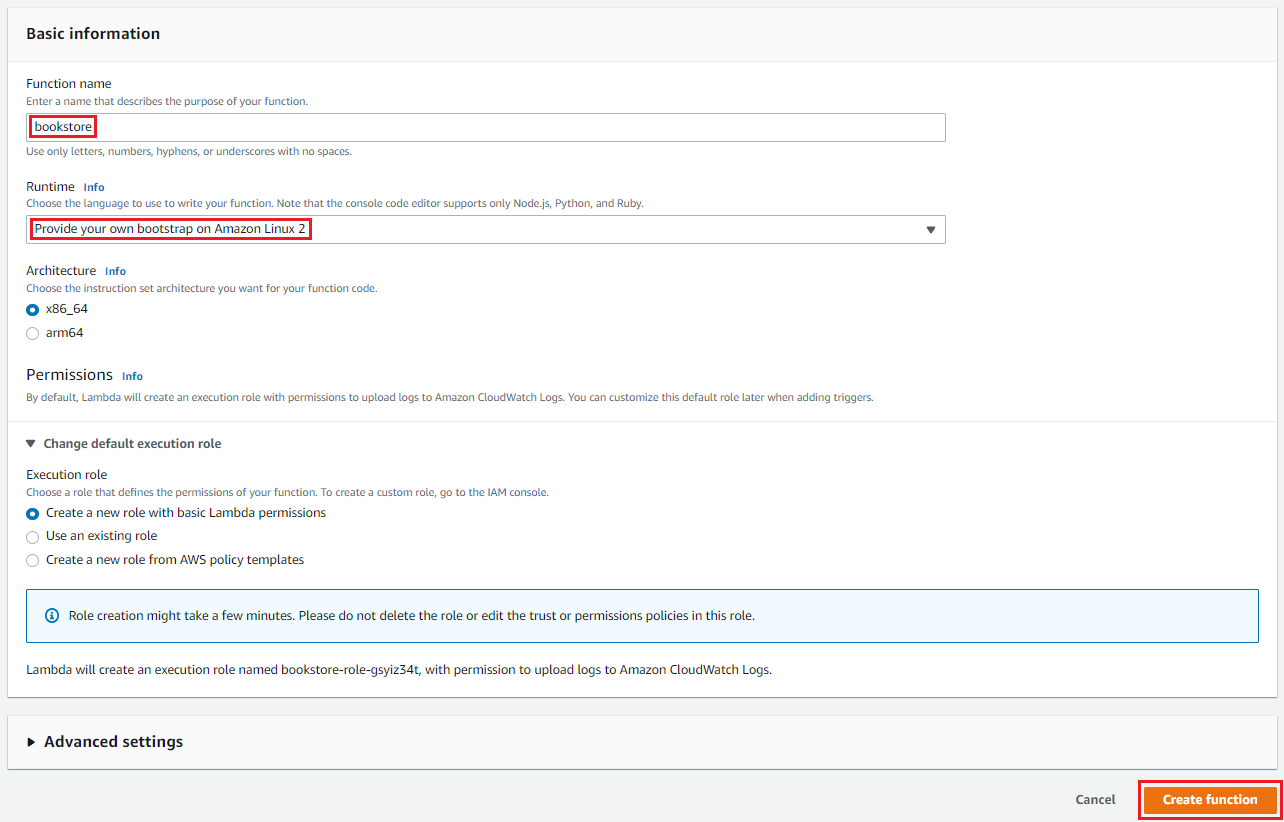 Basic information
Function name
Enter a name that describes the purpose of your function.
bookstore
Use only letters, numbers, hyphens, or underscores with no spaces.
Runtime Info
Choose the language to use to write your function. Note that the console code editor supports only Node.js, Python, and Ruby.
Provide your own bootstrap on Amazon Linux 2
Architecture Info
Choose the instruction set architecture you want for your function code.
x86_64
arm64
Permissions Info
By default, Lambda will create an execution role with permissions to upload logs to Amazon CloudWatch Logs. You can customize this default role later when adding triggers.
Change default execution role
Execution role
Choose a role that defines the permissions of your function. To create a custom role, go to the IAM console.
Create a new role with basic Lambda permissions
Use an existing role
Create a new role from AWS policy templates
Role creation might take a few minutes. Please do not delete the role or edit the trust or permissions policies in this role.
Lambda will create an execution role named bookstore-role-gsyiz34t, with permission to upload logs to Amazon CloudWatch Logs.
Advanced settings
Cancel Create function